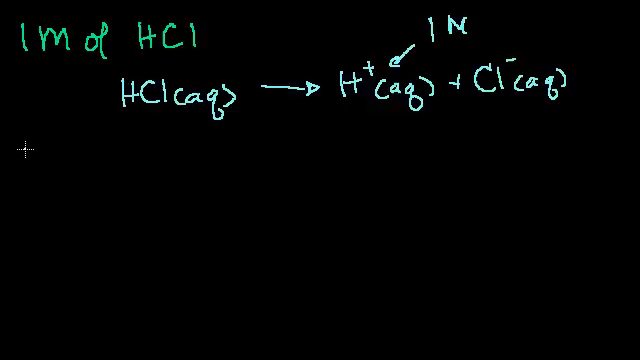 1M of HCl
1M
HCl(aq) → H⁺(aq) + Cl⁻(aq)